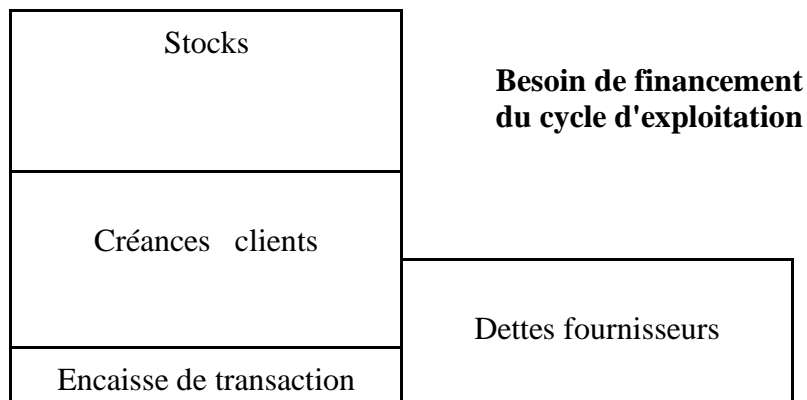 Stocks
Besoin de financement
du cycle d'exploitation
Créances clients
Dettes fournisseurs
Encaisse de transaction